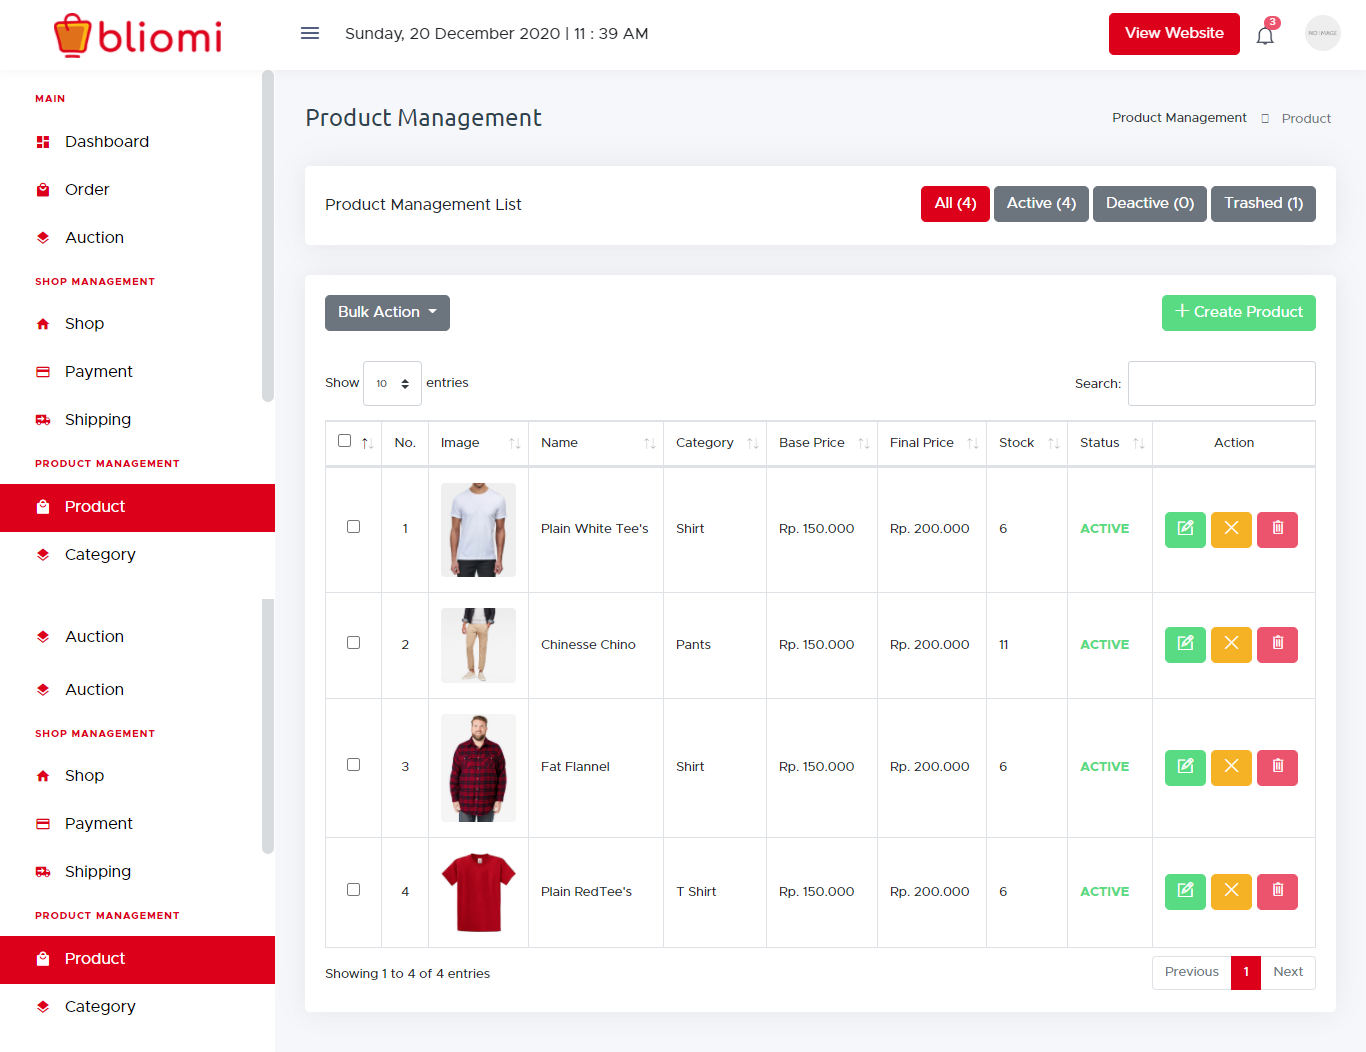 bliomi
Sunday, 20 December 2020 | 11 : 39 AM
View Website
3
NO IMAGE
MAIN
Dashboard
Order
Auction
SHOP MANAGEMENT
Shop
Payment
Shipping
PRODUCT MANAGEMENT
Product
Category
Auction
Auction
SHOP MANAGEMENT
Shop
Payment
Shipping
PRODUCT MANAGEMENT
Product
Category
Product Management
Product Management Product
Product Management List
All (4) Active (4) Deactive (0) Trashed (1)
Bulk Action
Create Product
Show 10 entries
Search:
No. Image Name Category Base Price Final Price Stock Status Action
1 Plain White Tee's Shirt Rp. 150.000 Rp. 200.000 6 ACTIVE
2 Chinesse Chino Pants Rp. 150.000 Rp. 200.000 11 ACTIVE
3 Fat Flannel Shirt Rp. 150.000 Rp. 200.000 6 ACTIVE
4 Plain RedTee's T Shirt Rp. 150.000 Rp. 200.000 6 ACTIVE
Showing 1 to 4 of 4 entries
Previous 1 Next